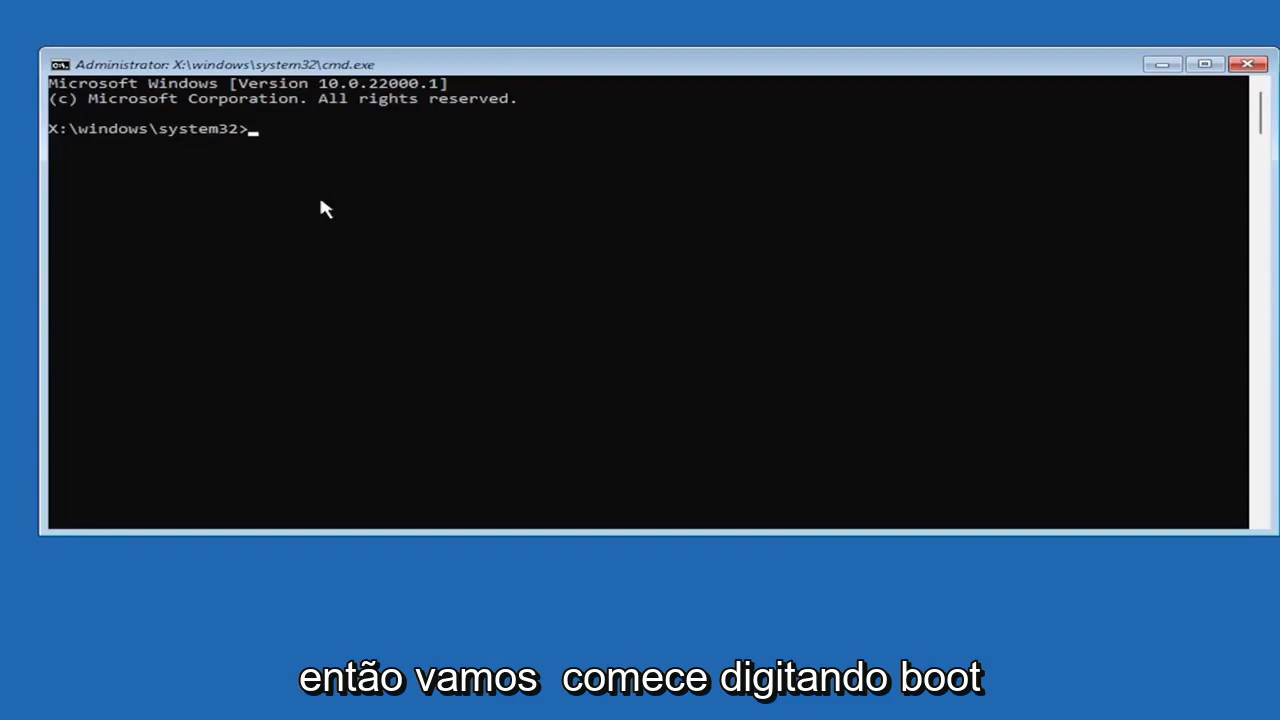 Administrator: X:\windows\system32\cmd.exe
Microsoft Windows [Version 10.0.22000.1]
(c) Microsoft Corporation. All rights reserved.
X:\windows\system32>
então vamos comece digitando boot